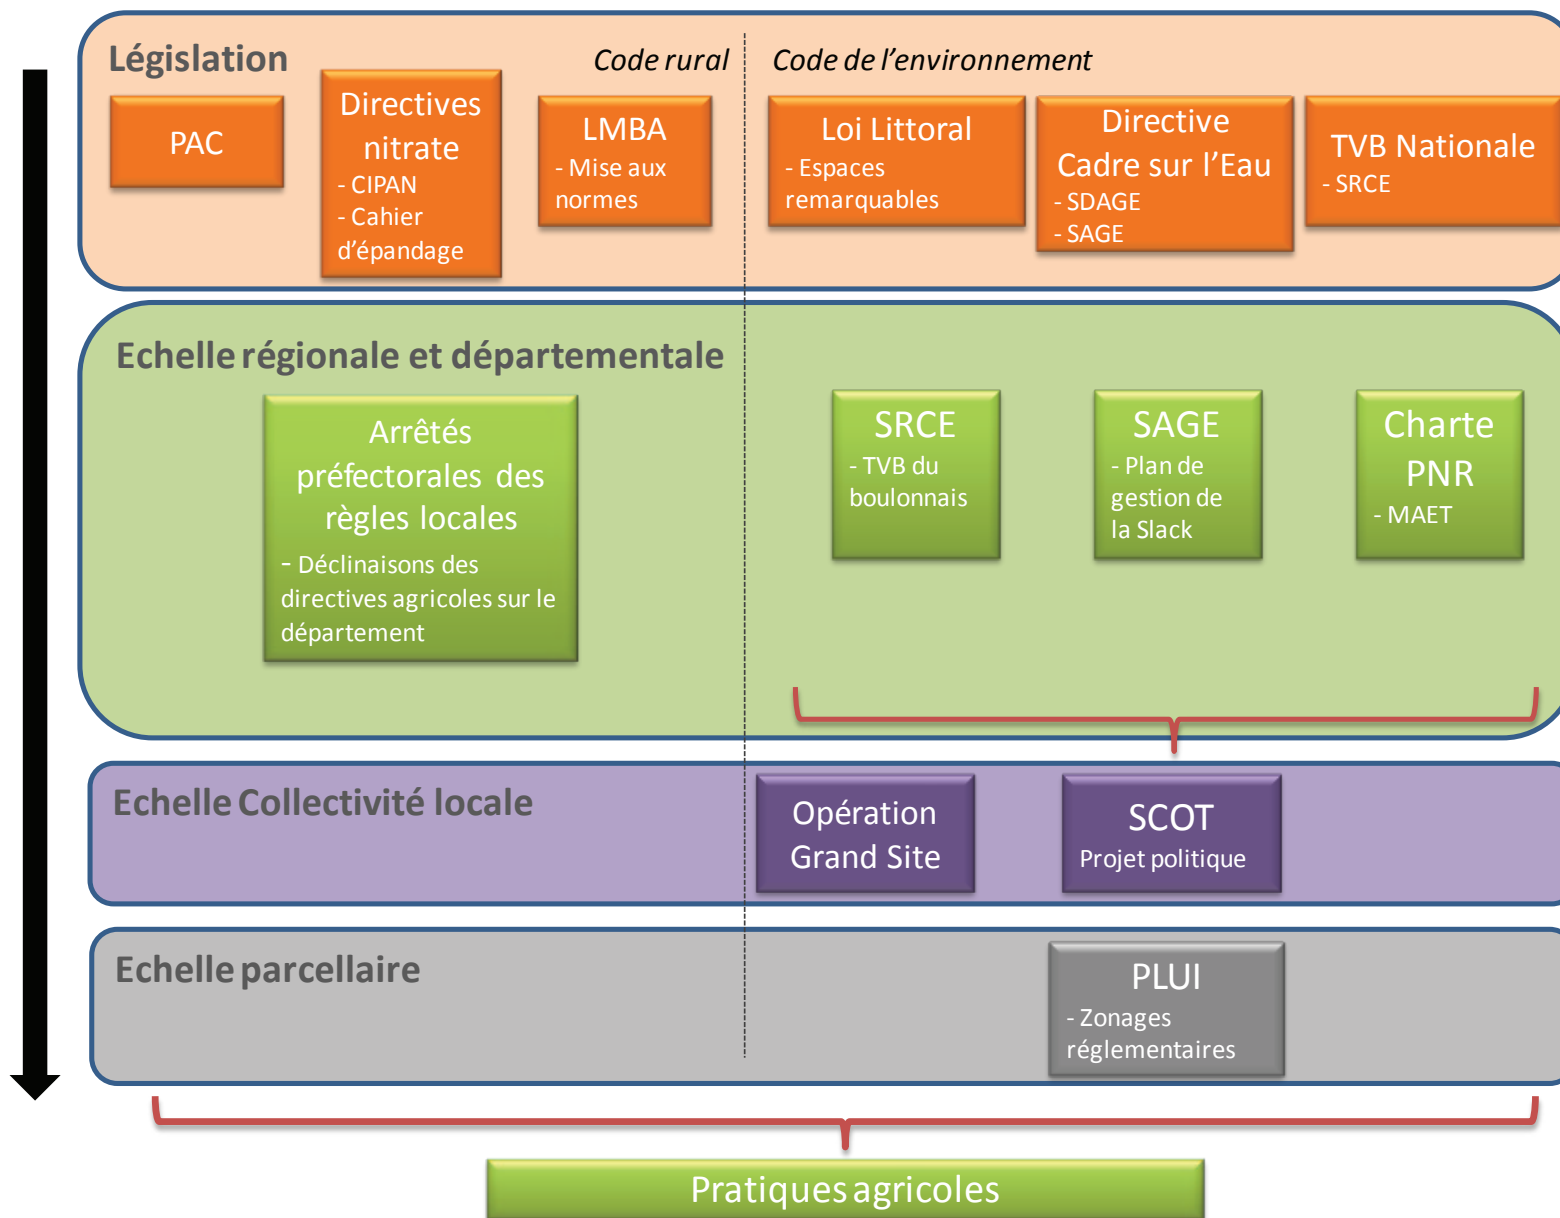 Législation
Code rural
Code de l'environnement
PAC
Directives
nitrate
- CIPAN
- Cahier
d'épandage
LMBA
- Mise aux
normes
Loi Littoral
- Espaces
remarquables
Directive
Cadre sur l'Eau
- SDAGE
- SAGE
TVB Nationale
- SRCE
Echelle régionale et départementale
Arrêtés
préfectorales des
règles locales
- Déclinaisons des
directives agricoles sur le
département
SRCE
- TVB du
boulonnais
SAGE
- Plan de
gestion de
la Slack
Charte
PNR
- MAET
Echelle Collectivité locale
Opération
Grand Site
SCOT
Projet politique
Echelle parcellaire
PLUI
- Zonages
réglementaires
Pratiques agricoles